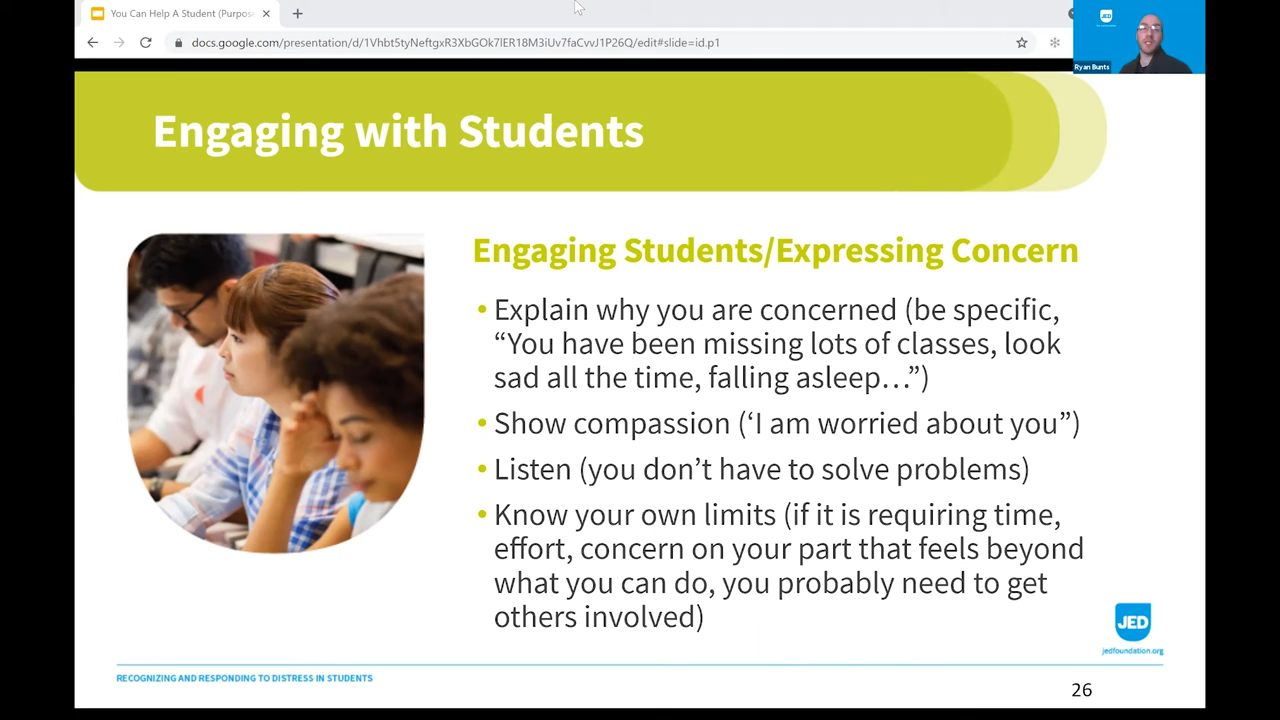 You Can Help A Student (Purpos
docs.google.com/presentation/d/1Vhbt5tyNeftgxR3XbGOk7lER18M3iUv7faCvvJ1P26Q/edit#slide=id.p1
JED
Ryan Bunts
Engaging with Students
Engaging Students/Expressing Concern
• Explain why you are concerned (be specific,
“You have been missing lots of classes, look
sad all the time, falling asleep…”)
• Show compassion (‘I am worried about you”)
• Listen (you don’t have to solve problems)
• Know your own limits (if it is requiring time,
effort, concern on your part that feels beyond
what you can do, you probably need to get
others involved)
JED
jedfoundation.org
RECOGNIZING AND RESPONDING TO DISTRESS IN STUDENTS
26